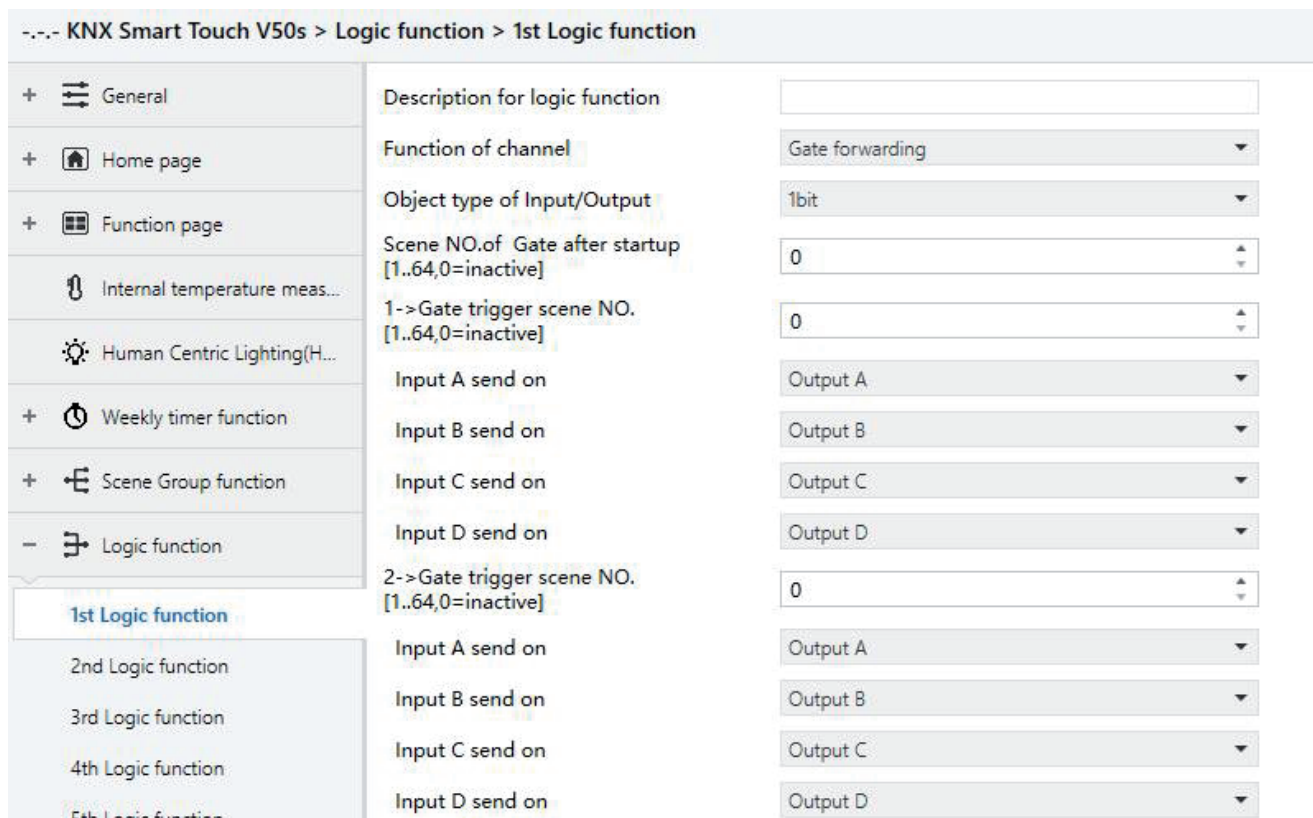 -.-.- KNX Smart Touch V50s > Logic function > 1st Logic function
+ General
+ Home page
+ Function page
Internal temperature meas...
Human Centric Lighting(H...
+ Weekly timer function
+ Scene Group function
− Logic function
1st Logic function
2nd Logic function
3rd Logic function
4th Logic function
Description for logic function
Function of channel Gate forwarding
Object type of Input/Output 1bit
Scene NO.of Gate after startup
[1..64,0=inactive] 0
1->Gate trigger scene NO.
[1..64,0=inactive] 0
Input A send on Output A
Input B send on Output B
Input C send on Output C
Input D send on Output D
2->Gate trigger scene NO.
[1..64,0=inactive] 0
Input A send on Output A
Input B send on Output B
Input C send on Output C
Input D send on Output D